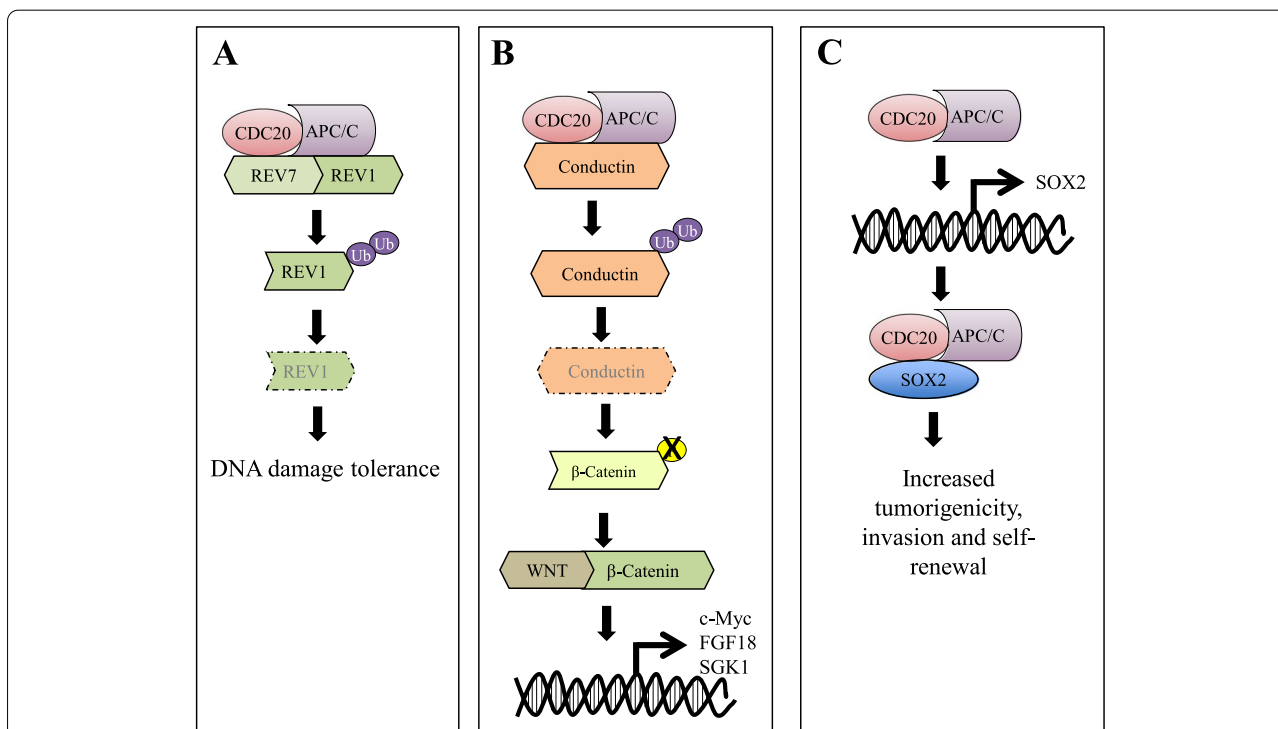 A
CDC20
APC/C
REV7
REV1
Ub
Ub
REV1
REV1
DNA damage tolerance
B
CDC20
APC/C
Conductin
Ub
Ub
Conductin
Conductin
X
β-Catenin
WNT
β-Catenin
c-Myc
FGF18
SGK1
C
CDC20
APC/C
SOX2
CDC20
APC/C
SOX2
Increased
tumorigenicity,
invasion and self-
renewal